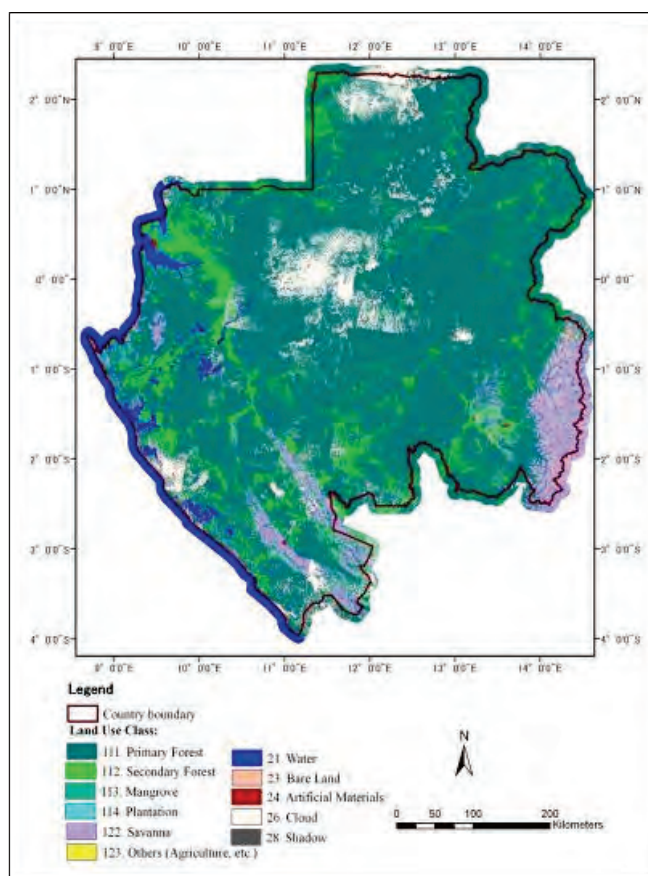 9° 0'0"E 10° 0'0"E 11° 0'0"E 12° 0'0"E 13° 0'0"E 14° 0'0"E
2° 0'0"N 2° 0'0"N
1° 0'0"N 1° 0'0"N
0° 0'0" 0° 0'0"
1° 0'0"S 1° 0'0"S
2° 0'0"S 2° 0'0"S
3° 0'0"S 3° 0'0"S
4° 0'0"S 4° 0'0"S
9° 0'0"E 10° 0'0"E 11° 0'0"E 12° 0'0"E 13° 0'0"E 14° 0'0"E
Legend
Country boundary
Land Use Class:
111. Primary Forest
112. Secondary Forest
113. Mangrove
114. Plantation
122. Savanna
123. Others (Agriculture, etc.)
21. Water
23. Bare Land
24. Artificial Materials
26. Cloud
28. Shadow
N
0 50 100 200
Kilometers